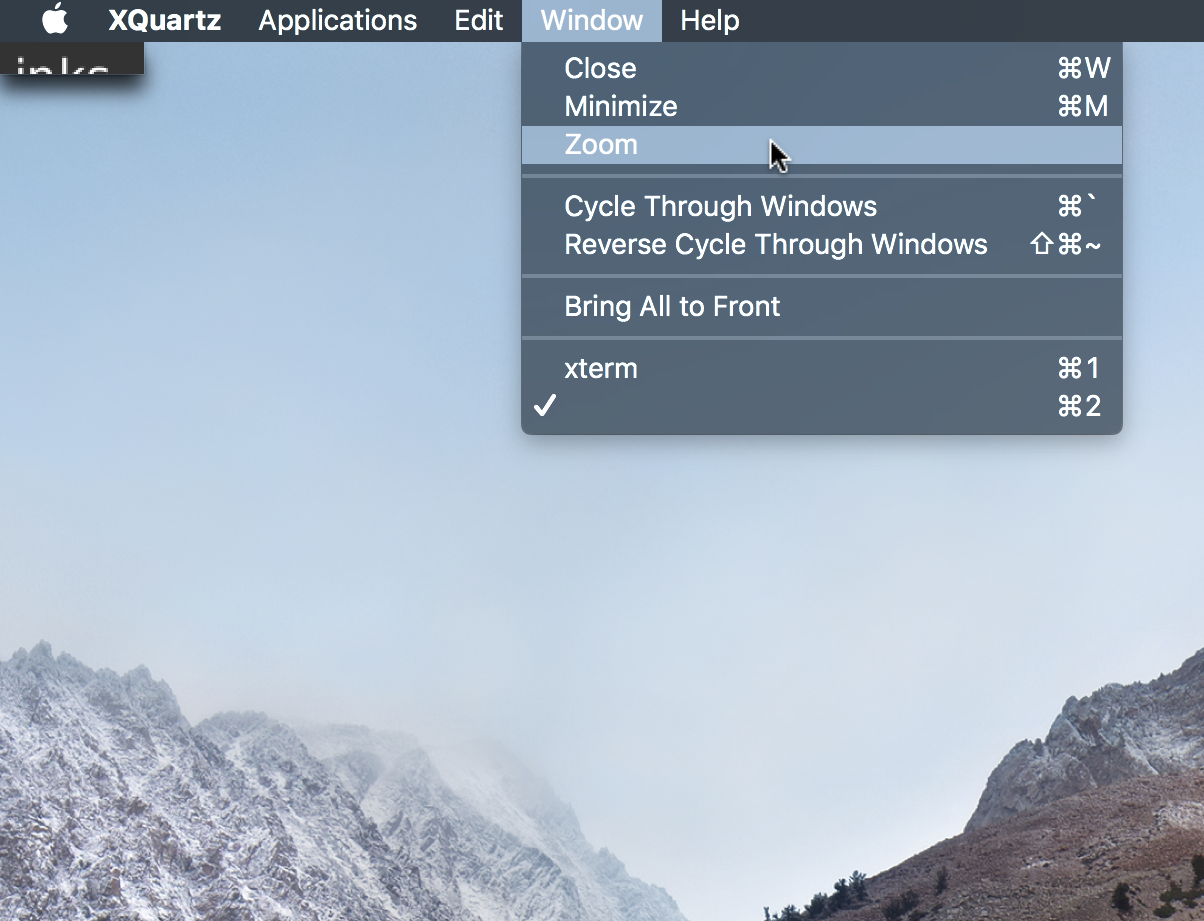 XQuartz Applications Edit Window Help
inks
Close ⌘W
Minimize ⌘M
Zoom
Cycle Through Windows ⌘`
Reverse Cycle Through Windows ⇧⌘~
Bring All to Front
xterm ⌘1
✓ ⌘2